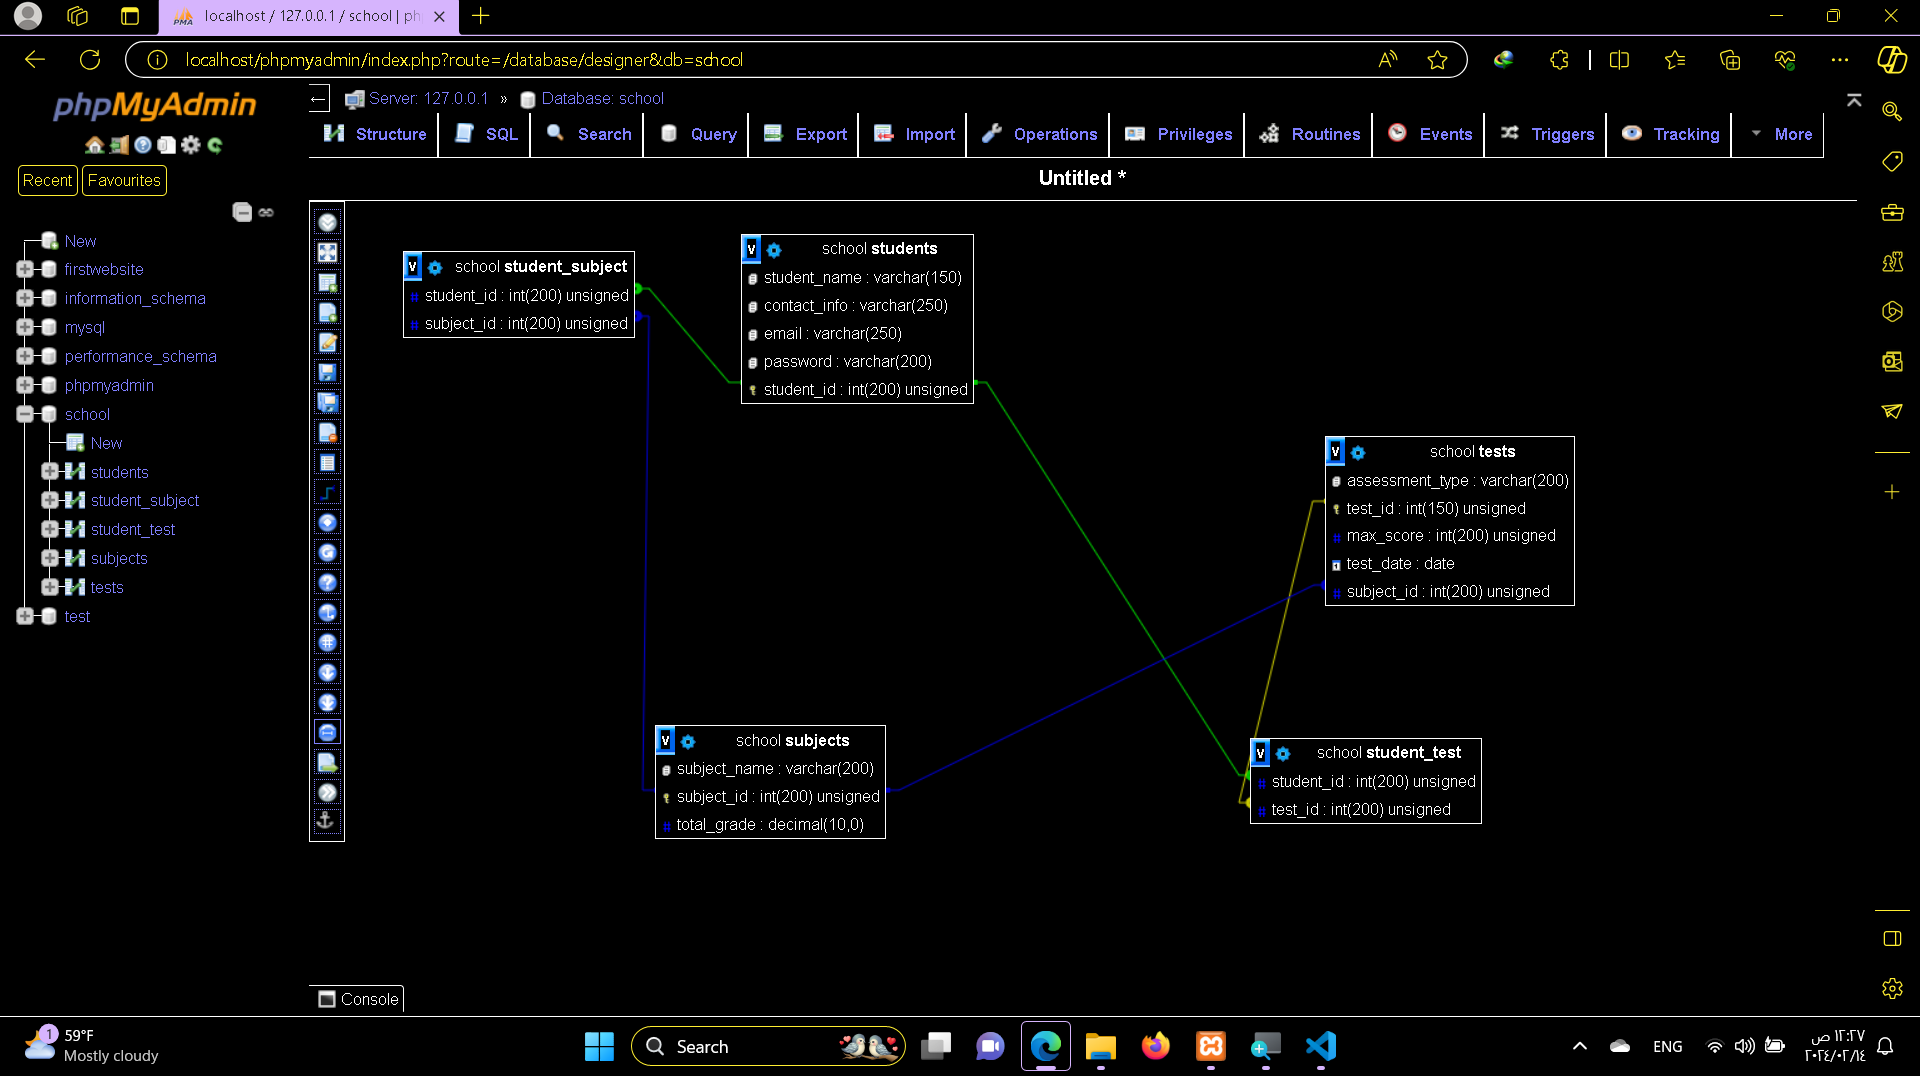 localhost / 127.0.0.1 / school | ph
localhost/phpmyadmin/index.php?route=/database/designer&db=school
phpMyAdmin
Recent
Favourites
New
firstwebsite
information_schema
mysql
performance_schema
phpmyadmin
school
New
students
student_subject
student_test
subjects
tests
test
Server: 127.0.0.1 » Database: school
Structure
SQL
Search
Query
Export
Import
Operations
Privileges
Routines
Events
Triggers
Tracking
More
Untitled *
school student_subject
student_id : int(200) unsigned
subject_id : int(200) unsigned
school students
student_name : varchar(150)
contact_info : varchar(250)
email : varchar(250)
password : varchar(200)
student_id : int(200) unsigned
school tests
assessment_type : varchar(200)
test_id : int(150) unsigned
max_score : int(200) unsigned
test_date : date
subject_id : int(200) unsigned
school subjects
subject_name : varchar(200)
subject_id : int(200) unsigned
total_grade : decimal(10,0)
school student_test
student_id : int(200) unsigned
test_id : int(200) unsigned
Console
1
59°F
Mostly cloudy
Search
ENG
١٢:٢٧ ص
٢٠٢٤/٠٢/١٤